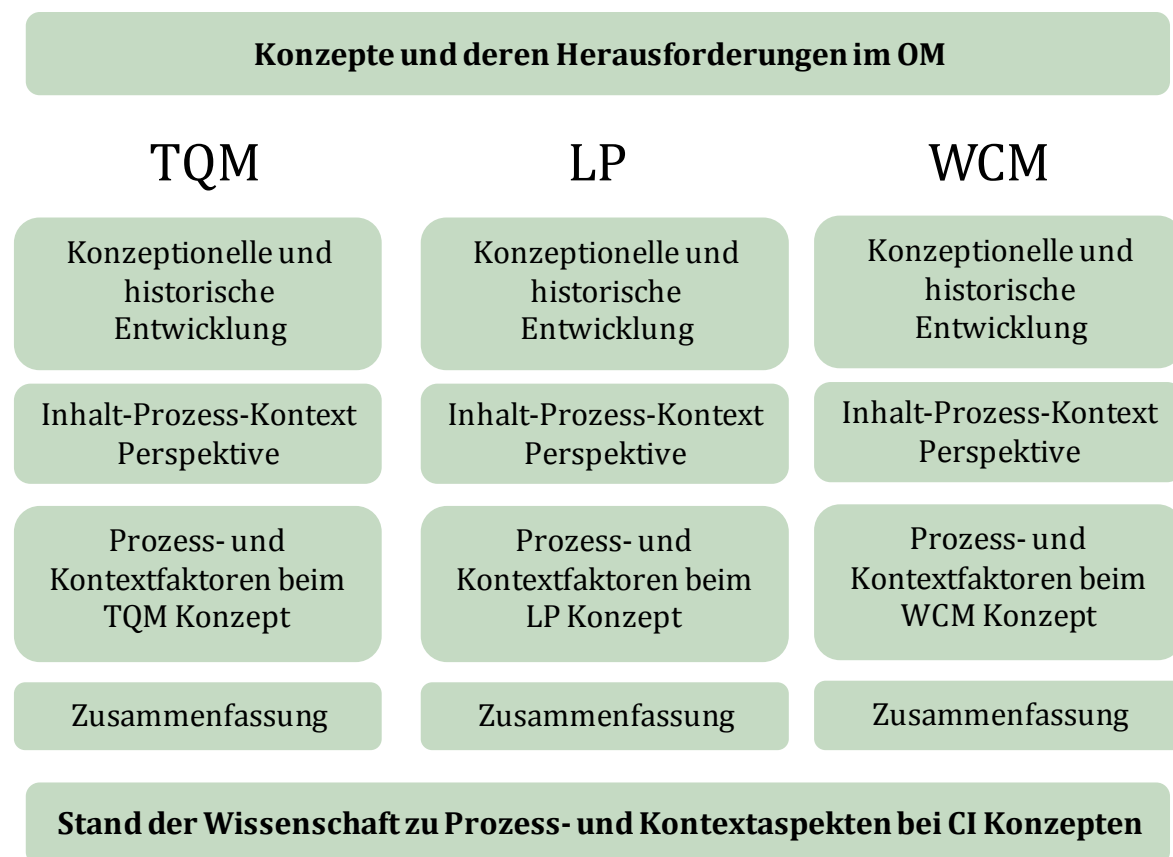 Konzepte und deren Herausforderungen im OM
TQM
Konzeptionelle und
historische
Entwicklung
Inhalt-Prozess-Kontext
Perspektive
Prozess- und
Kontextfaktoren beim
TQM Konzept
Zusammenfassung
LP
Konzeptionelle und
historische
Entwicklung
Inhalt-Prozess-Kontext
Perspektive
Prozess- und
Kontextfaktoren beim
LP Konzept
Zusammenfassung
WCM
Konzeptionelle und
historische
Entwicklung
Inhalt-Prozess-Kontext
Perspektive
Prozess- und
Kontextfaktoren beim
WCM Konzept
Zusammenfassung
Stand der Wissenschaft zu Prozess- und Kontextaspekten bei CI Konzepten